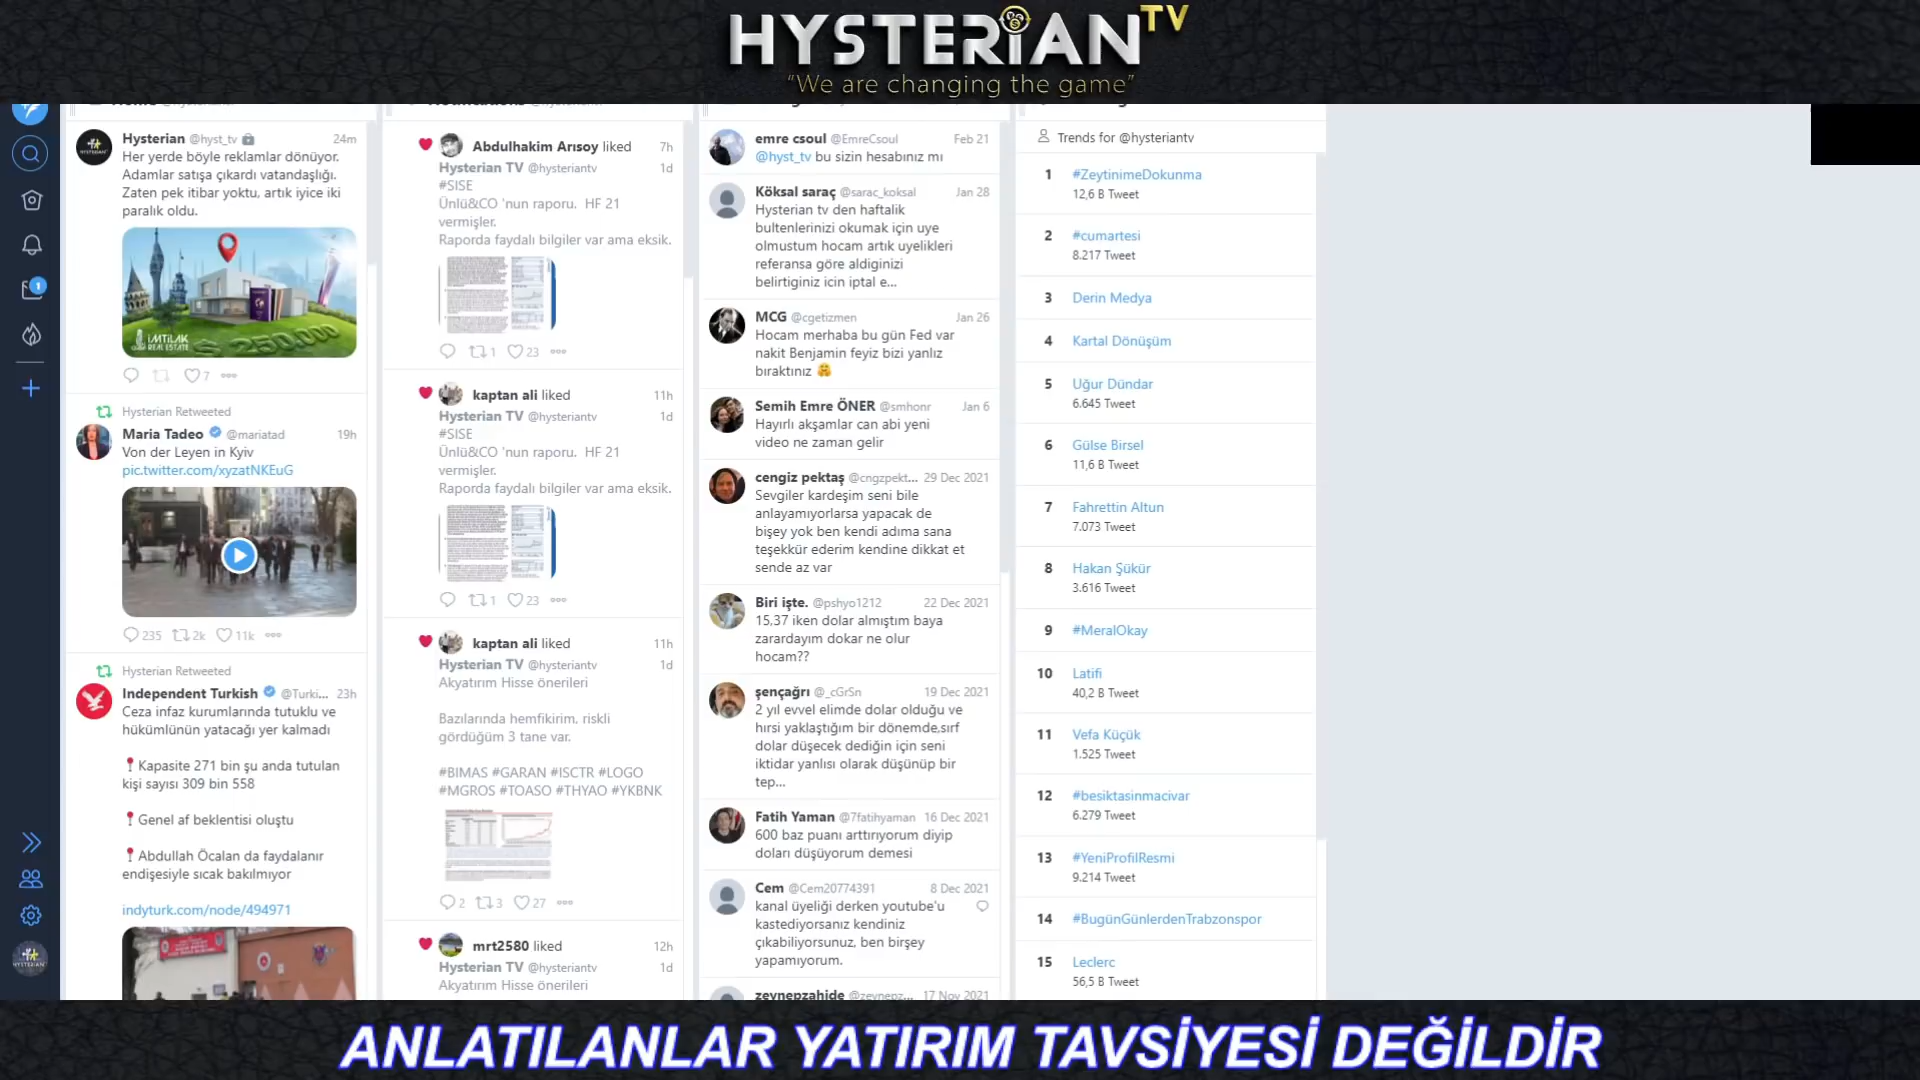 HYSTERIAN TV
"We are changing the game"
Hysterian @hyst_tv 24m
Her yerde böyle reklamlar dönüyor.
Adamlar satışa çıkardı vatandaşlığı.
Zaten pek itibar yoktu, artık iyice iki
paralık oldu.
İMTİLAK
REAL ESTATE
$ 250.000
7
Hysterian Retweeted
Maria Tadeo @mariatad 19h
Von der Leyen in Kyiv
pic.twitter.com/xyzatNKEuG
235 2k 11k
Hysterian Retweeted
Independent Turkish @Turki... 23h
Ceza infaz kurumlarında tutuklu ve
hükümlünün yatacağı yer kalmadı
Kapasite 271 bin şu anda tutulan
kişi sayısı 309 bin 558
Genel af beklentisi oluştu
Abdullah Öcalan da faydalanır
endişesiyle sıcak bakılmıyor
indyturk.com/node/494971
Abdulhakim Arısoy liked 7h
Hysterian TV @hysteriantv 1d
#SISE
Ünlü&CO 'nun raporu. HF 21
vermişler.
Raporda faydalı bilgiler var ama eksik.
1 23
kaptan ali liked 11h
Hysterian TV @hysteriantv 1d
#SISE
Ünlü&CO 'nun raporu. HF 21
vermişler.
Raporda faydalı bilgiler var ama eksik.
1 23
kaptan ali liked 11h
Hysterian TV @hysteriantv 1d
Akyatırım Hisse önerileri
Bazılarında hemfikirim, riskli
gördüğüm 3 tane var.
#BIMAS #GARAN #ISCTR #LOGO
#MGROS #TOASO #THYAO #YKBNK
2 3 27
mrt2580 liked 12h
Hysterian TV @hysteriantv 1d
Akyatırım Hisse önerileri
emre csoul @EmreCsoul Feb 21
@hyst_tv bu sizin hesabınız mı
Köksal saraç @sarac_koksal Jan 28
Hysterian tv den haftalik
bultenlerinizi okumak için uye
olmustum hocam artık uyelikleri
referansa göre aldiginizi
belirtiginiz icin iptal e...
MCG @cgetizmen Jan 26
Hocam merhaba bu gün Fed var
nakit Benjamin feyiz bizi yanlız
bıraktınız 🤗
Semih Emre ÖNER @smhonr Jan 6
Hayırlı akşamlar can abi yeni
video ne zaman gelir
cengiz pektaş @cngzpekt... 29 Dec 2021
Sevgiler kardeşim seni bile
anlayamıyorlarsa yapacak de
bişey yok ben kendi adıma sana
teşekkür ederim kendine dikkat et
sende az var
Biri işte. @pshyo1212 22 Dec 2021
15,37 iken dolar almıştım baya
zarardayım dokar ne olur
hocam??
şençağrı @_cGrSn 19 Dec 2021
2 yıl evvel elimde dolar olduğu ve
hırsi yaklaştığım bir dönemde,sırf
dolar düşecek dediğin için seni
iktidar yanlısı olarak düşünüp bir
tep...
Fatih Yaman @7fatihyaman 16 Dec 2021
600 baz puanı arttırıyorum diyip
doları düşüyorum demesi
Cem @Cem20774391 8 Dec 2021
kanal üyeliği derken youtube'u
kastediyorsanız kendiniz
çıkabiliyorsunuz, ben birşey
yapamıyorum.
zeynepzahide @zeynepz... 17 Nov 2021
Trends for @hysteriantv
1 #ZeytinimeDokunma
12,6 B Tweet
2 #cumartesi
8.217 Tweet
3 Derin Medya
4 Kartal Dönüşüm
5 Uğur Dündar
6.645 Tweet
6 Gülse Birsel
11,6 B Tweet
7 Fahrettin Altun
7.073 Tweet
8 Hakan Şükür
3.616 Tweet
9 #MeralOkay
10 Latifi
40,2 B Tweet
11 Vefa Küçük
1.525 Tweet
12 #besiktasinmacivar
6.279 Tweet
13 #YeniProfilResmi
9.214 Tweet
14 #BugünGünlerdenTrabzonspor
15 Leclerc
56,5 B Tweet
1
ANLATILANLAR YATIRIM TAVSİYESİ DEĞİLDİR